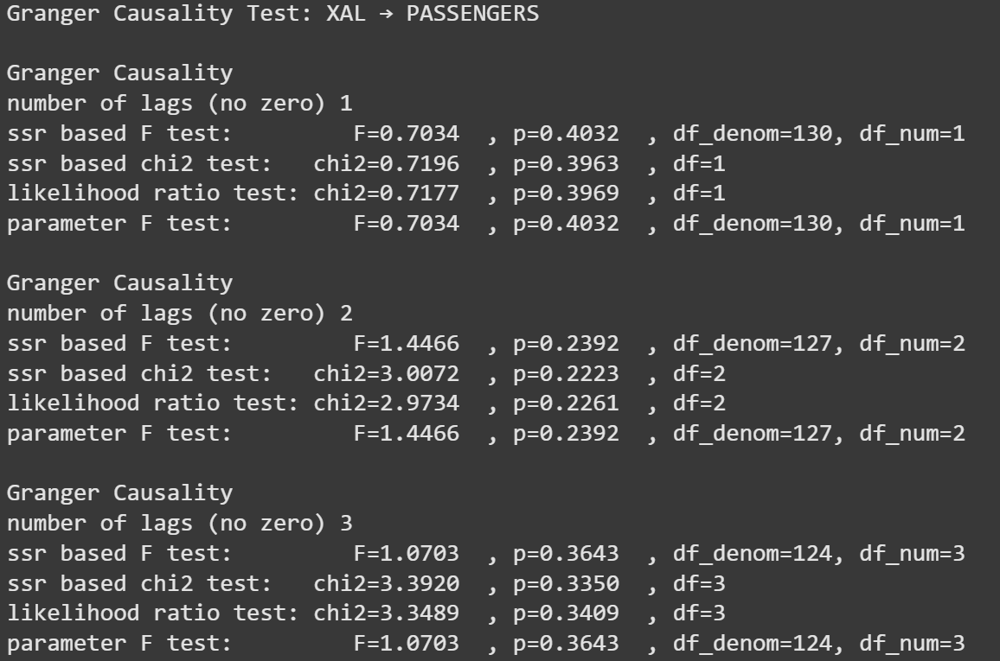 Granger Causality Test: XAL → PASSENGERS
Granger Causality
number of lags (no zero) 1
ssr based F test:         F=0.7034  , p=0.4032  , df_denom=130, df_num=1
ssr based chi2 test:   chi2=0.7196  , p=0.3963  , df=1
likelihood ratio test: chi2=0.7177  , p=0.3969  , df=1
parameter F test:         F=0.7034  , p=0.4032  , df_denom=130, df_num=1
Granger Causality
number of lags (no zero) 2
ssr based F test:         F=1.4466  , p=0.2392  , df_denom=127, df_num=2
ssr based chi2 test:   chi2=3.0072  , p=0.2223  , df=2
likelihood ratio test: chi2=2.9734  , p=0.2261  , df=2
parameter F test:         F=1.4466  , p=0.2392  , df_denom=127, df_num=2
Granger Causality
number of lags (no zero) 3
ssr based F test:         F=1.0703  , p=0.3643  , df_denom=124, df_num=3
ssr based chi2 test:   chi2=3.3920  , p=0.3350  , df=3
likelihood ratio test: chi2=3.3489  , p=0.3409  , df=3
parameter F test:         F=1.0703  , p=0.3643  , df_denom=124, df_num=3